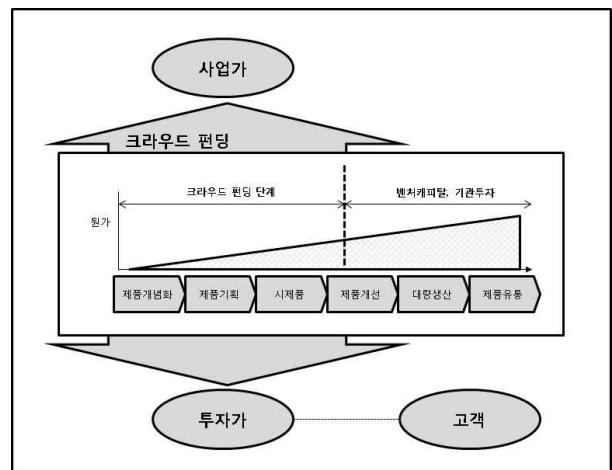 사업가
크라우드 펀딩
크라우드 펀딩 단계
벤처캐피탈, 기관투자
원가
제품개념화
제품기획
시제품
제품개선
대량생산
제품유통
투자가
고객